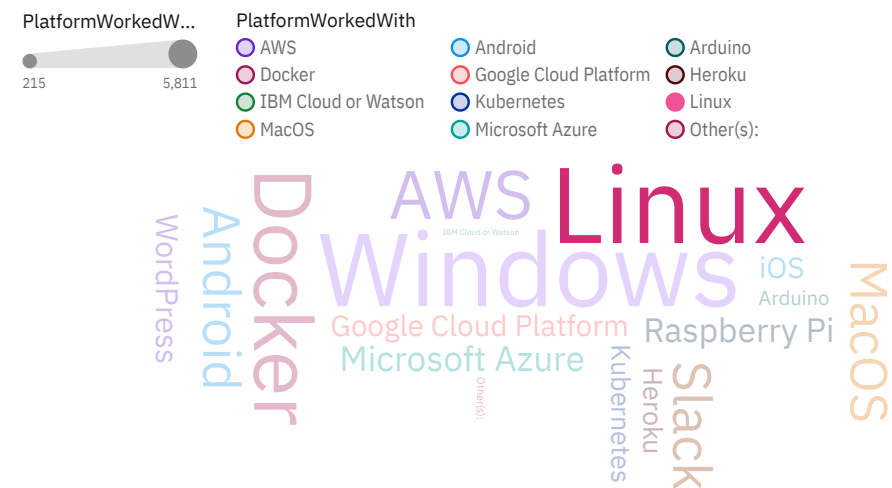 PlatformWorkedW...
215 5,811
PlatformWorkedWith
AWS Android Arduino
Docker Google Cloud Platform Heroku
IBM Cloud or Watson Kubernetes Linux
MacOS Microsoft Azure Other(s):
WordPress
Android
Docker
AWS
Linux
IBM Cloud or Watson
Windows
iOS
Arduino
Google Cloud Platform
Raspberry Pi
Microsoft Azure
Other(s):
Kubernetes
Heroku
Slack
MacOS